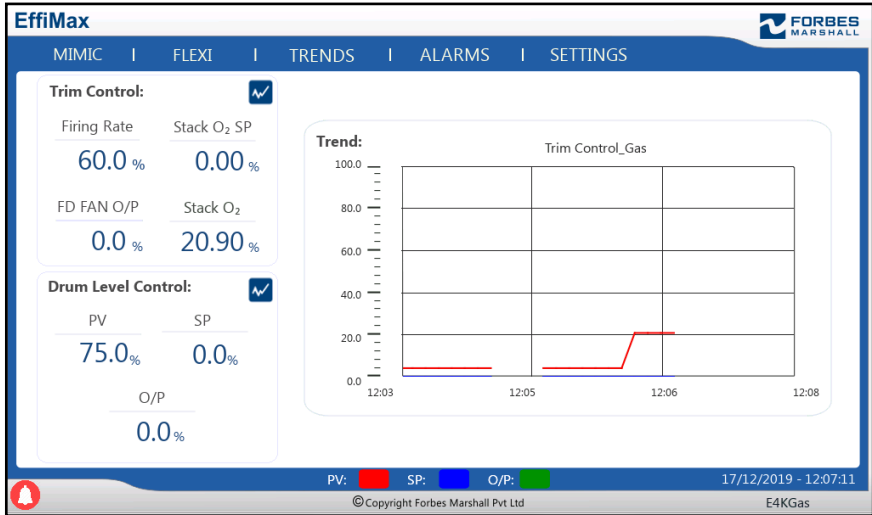 EffiMax
FORBES
MARSHALL
MIMIC | FLEXI | TRENDS | ALARMS | SETTINGS
Trim Control:
Firing Rate Stack O₂ SP
60.0 % 0.00 %
FD FAN O/P Stack O₂
0.0 % 20.90 %
Drum Level Control:
PV SP
75.0% 0.0%
O/P
0.0%
Trend:
Trim Control_Gas
100.0
80.0
60.0
40.0
20.0
0.0
12:03 12:05 12:06 12:08
PV: SP: O/P:
17/12/2019 - 12:07:11
©Copyright Forbes Marshall Pvt Ltd
E4KGas